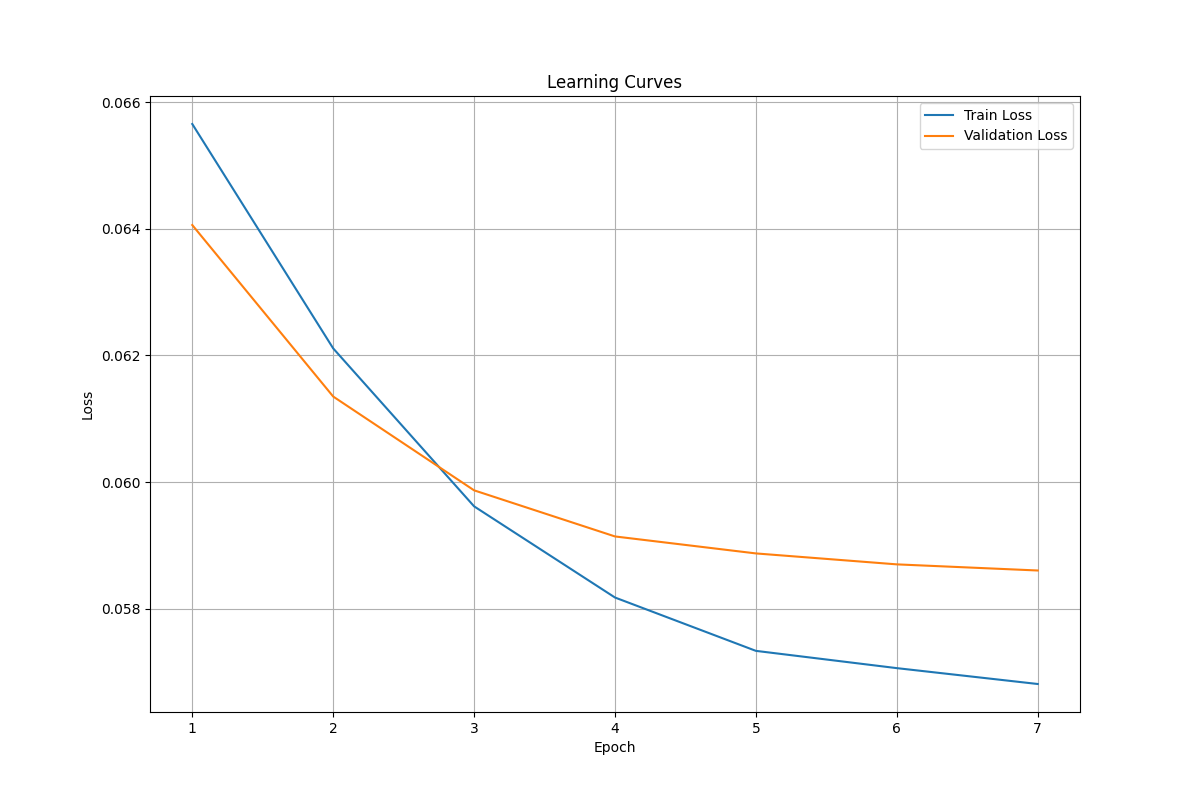 Learning Curves
0.066
0.064
0.062
0.060
0.058
Loss
Train Loss
Validation Loss
1 2 3 4 5 6 7
Epoch